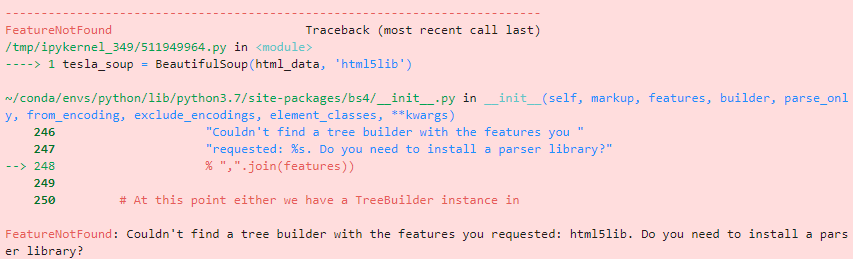 ---------------------------------------------------------------------------
FeatureNotFound                           Traceback (most recent call last)
/tmp/ipykernel_349/511949964.py in <module>
----> 1 tesla_soup = BeautifulSoup(html_data, 'html5lib')

~/conda/envs/python/lib/python3.7/site-packages/bs4/__init__.py in __init__(self, markup, features, builder, parse_onl
y, from_encoding, exclude_encodings, element_classes, **kwargs)
    246                     "Couldn't find a tree builder with the features you "
    247                     "requested: %s. Do you need to install a parser library?"
--> 248                     % ",".join(features))
    249
    250         # At this point either we have a TreeBuilder instance in

FeatureNotFound: Couldn't find a tree builder with the features you requested: html5lib. Do you need to install a pars
er library?